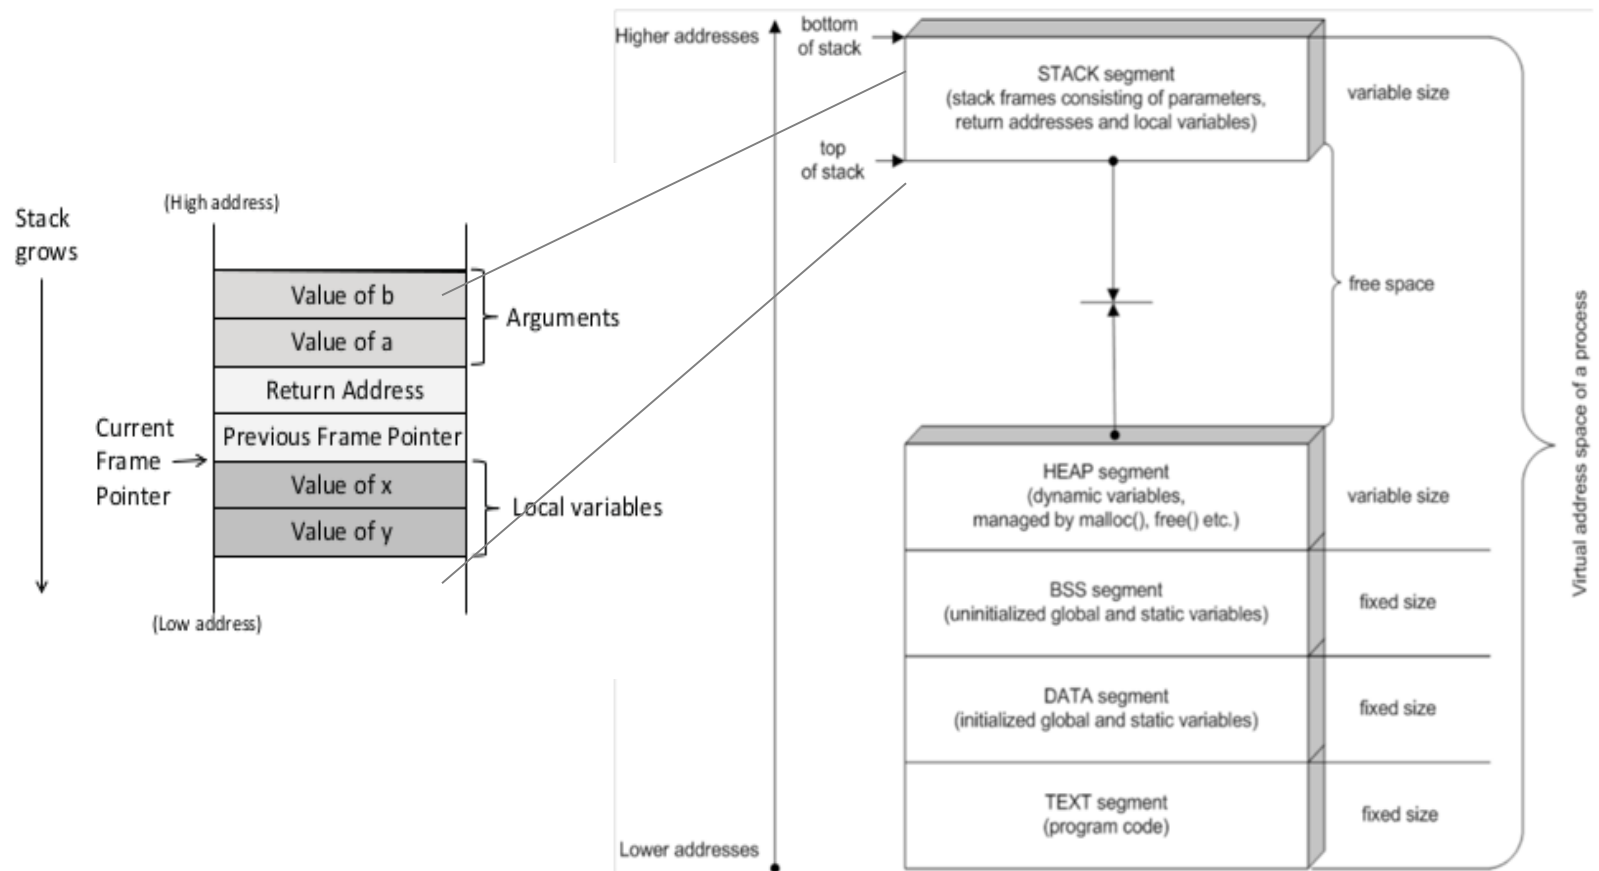 Stack
grows
(High address)
Value of b
Value of a
Arguments
Return Address
Previous Frame Pointer
Current
Frame
Pointer
Value of x
Value of y
Local variables
(Low address)
Higher addresses
bottom
of stack
STACK segment
(stack frames consisting of parameters,
return addresses and local variables)
variable size
top
of stack
free space
HEAP segment
(dynamic variables,
managed by malloc(), free() etc.)
variable size
BSS segment
(uninitialized global and static variables)
fixed size
DATA segment
(initialized global and static variables)
fixed size
TEXT segment
(program code)
fixed size
Lower addresses
Virtual address space of a process